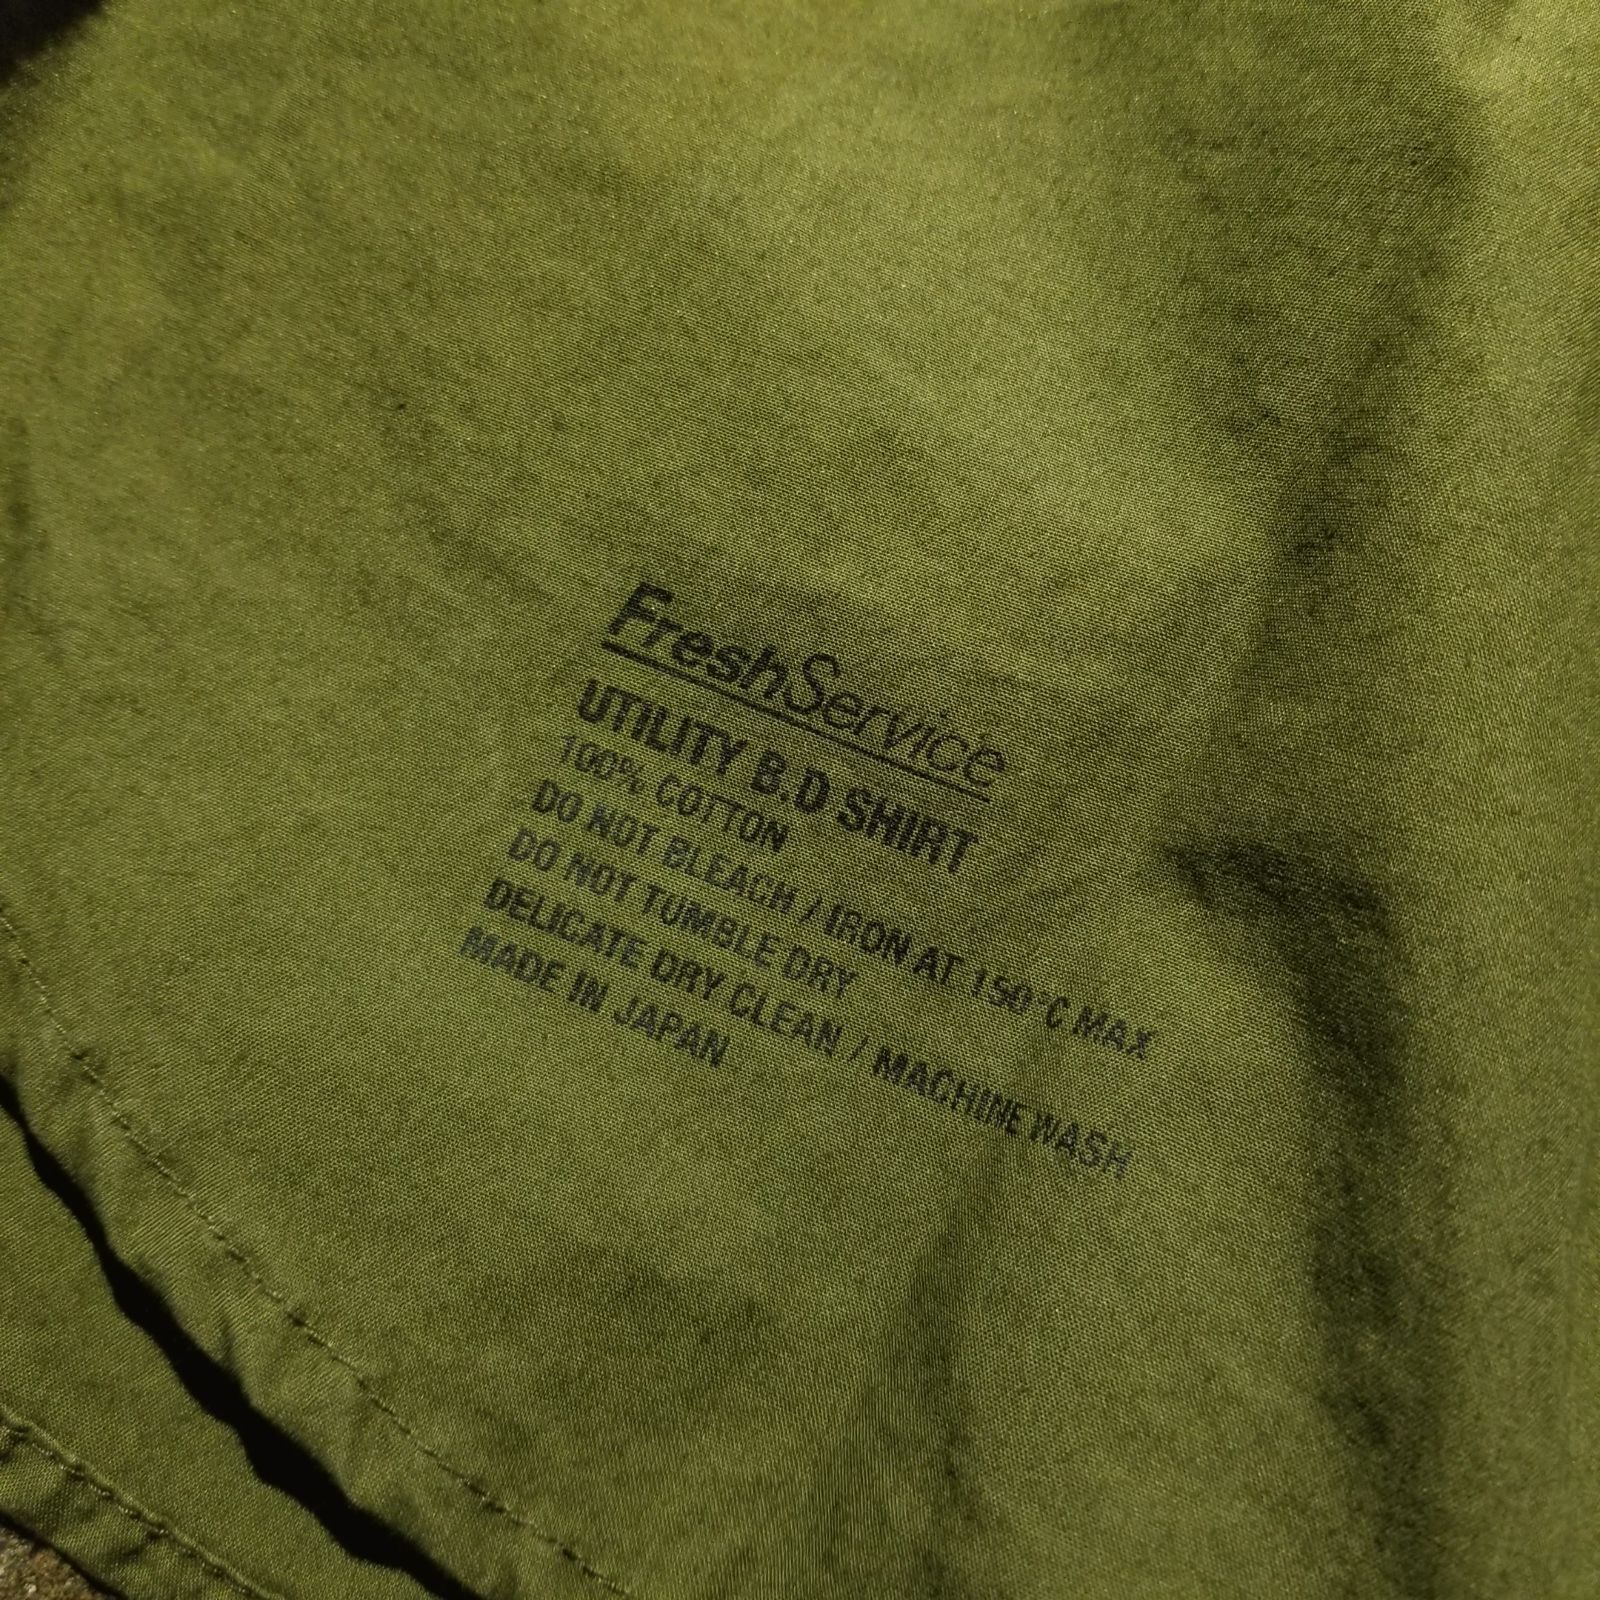 FreshService
UTILITY B.D SHIRT
100% COTTON
DO NOT BLEACH / IRON AT 150°C MAX
DO NOT TUMBLE DRY
DELICATE DRY CLEAN / MACHINE WASH
MADE IN JAPAN